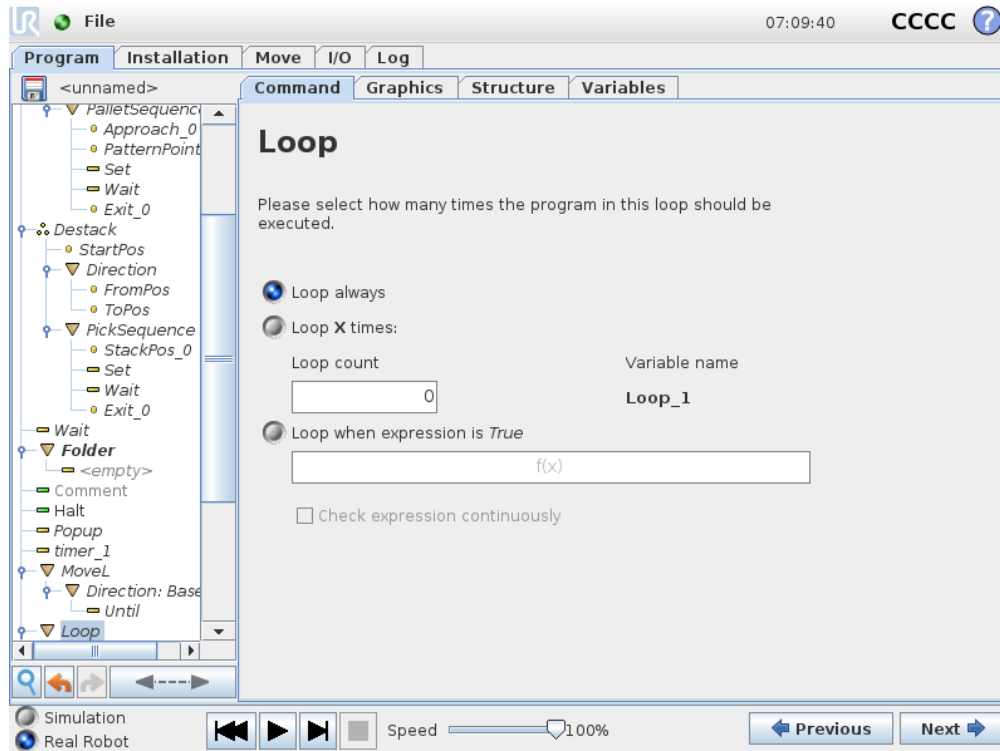 UR File 07:09:40 CCCC ?
Program Installation Move I/O Log
<unnamed> Command Graphics Structure Variables
PalletSequenc
Approach_0
PatternPoint
Set
Wait
Exit_0
Destack
StartPos
Direction
FromPos
ToPos
PickSequence
StackPos_0
Set
Wait
Exit_0
Wait
Folder
<empty>
Comment
Halt
Popup
timer_1
MoveL
Direction: Base
Until
Loop
Loop
Please select how many times the program in this loop should be
executed.
Loop always
Loop X times:
Loop count Variable name
0 Loop_1
Loop when expression is True
f(x)
Check expression continuously
Simulation
Real Robot
Speed 100% Previous Next